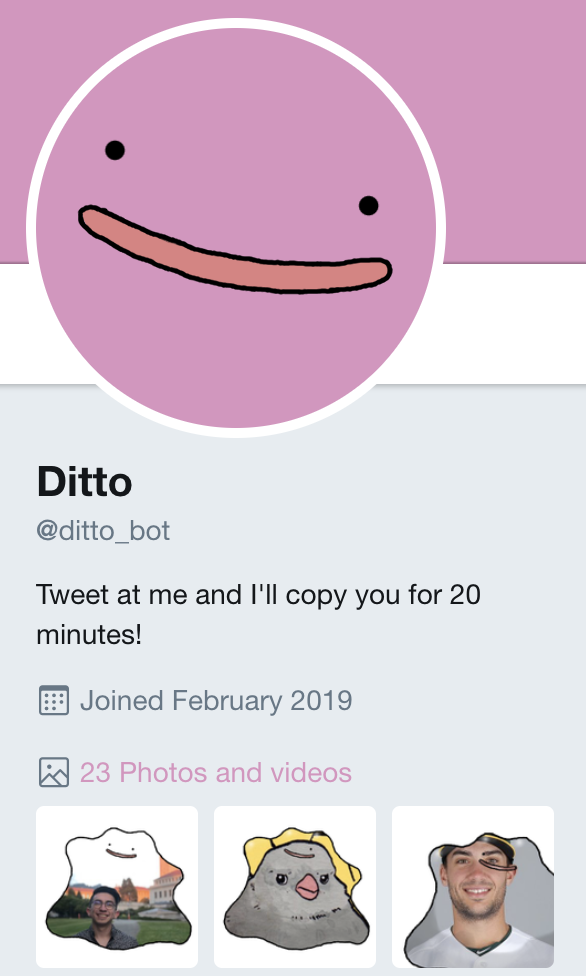 Ditto
@ditto_bot
Tweet at me and I'll copy you for 20
minutes!
Joined February 2019
23 Photos and videos